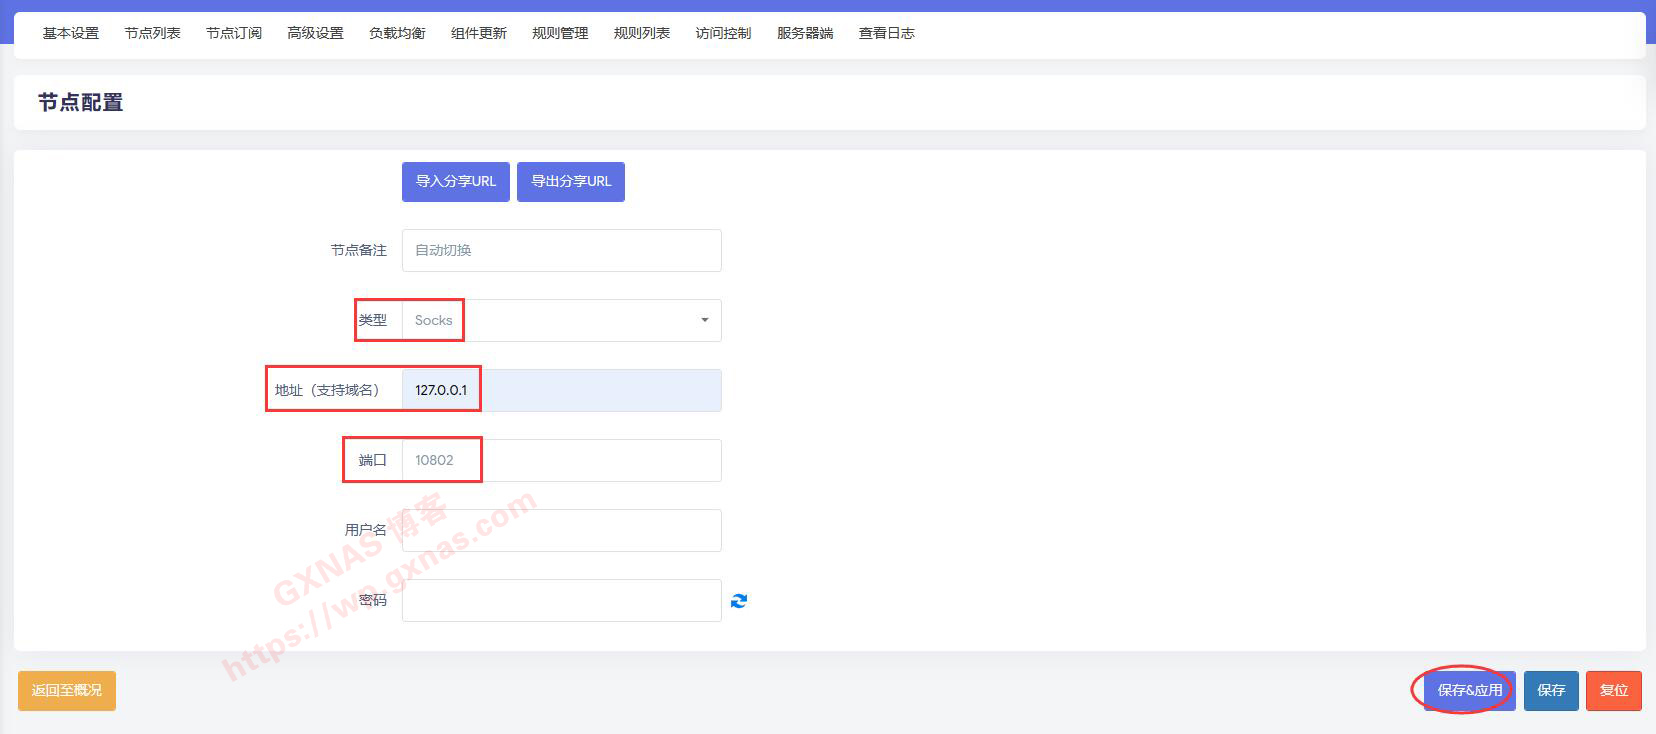 基本设置 节点列表 节点订阅 高级设置 负载均衡 组件更新 规则管理 规则列表 访问控制 服务器端 查看日志
节点配置
导入分享URL 导出分享URL
节点备注 自动切换
类型 Socks
地址（支持域名） 127.0.0.1
端口 10802
用户名
密码
GXNAS 博客
https://wp.gxnas.com
返回至概况 保存&应用 保存 复位